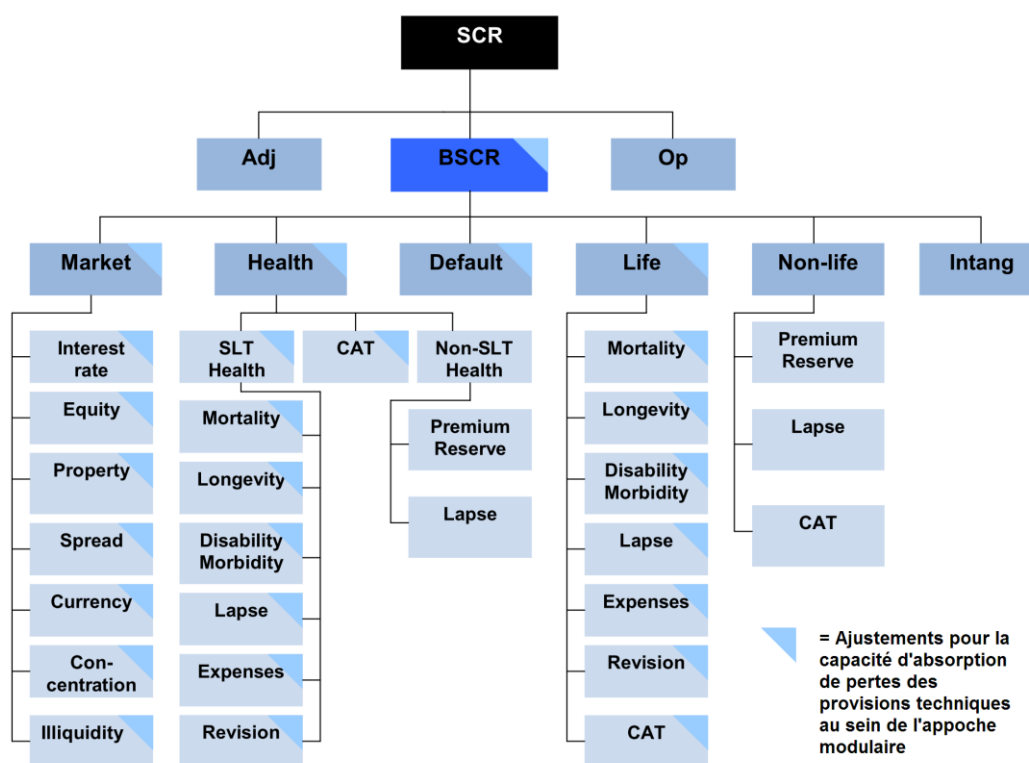 SCR
Adj
BSCR
Op
Market
Health
Default
Life
Non-life
Intang
Interest
rate
Equity
Property
Spread
Currency
Con-
centration
Illiquidity
SLT
Health
CAT
Non-SLT
Health
Mortality
Longevity
Disability
Morbidity
Lapse
Expenses
Revision
Premium
Reserve
Lapse
Mortality
Longevity
Disability
Morbidity
Lapse
Expenses
Revision
CAT
Premium
Reserve
Lapse
CAT
= Ajustements pour la
capacité d'absorption
de pertes des
provisions techniques
au sein de l'appoche
modulaire